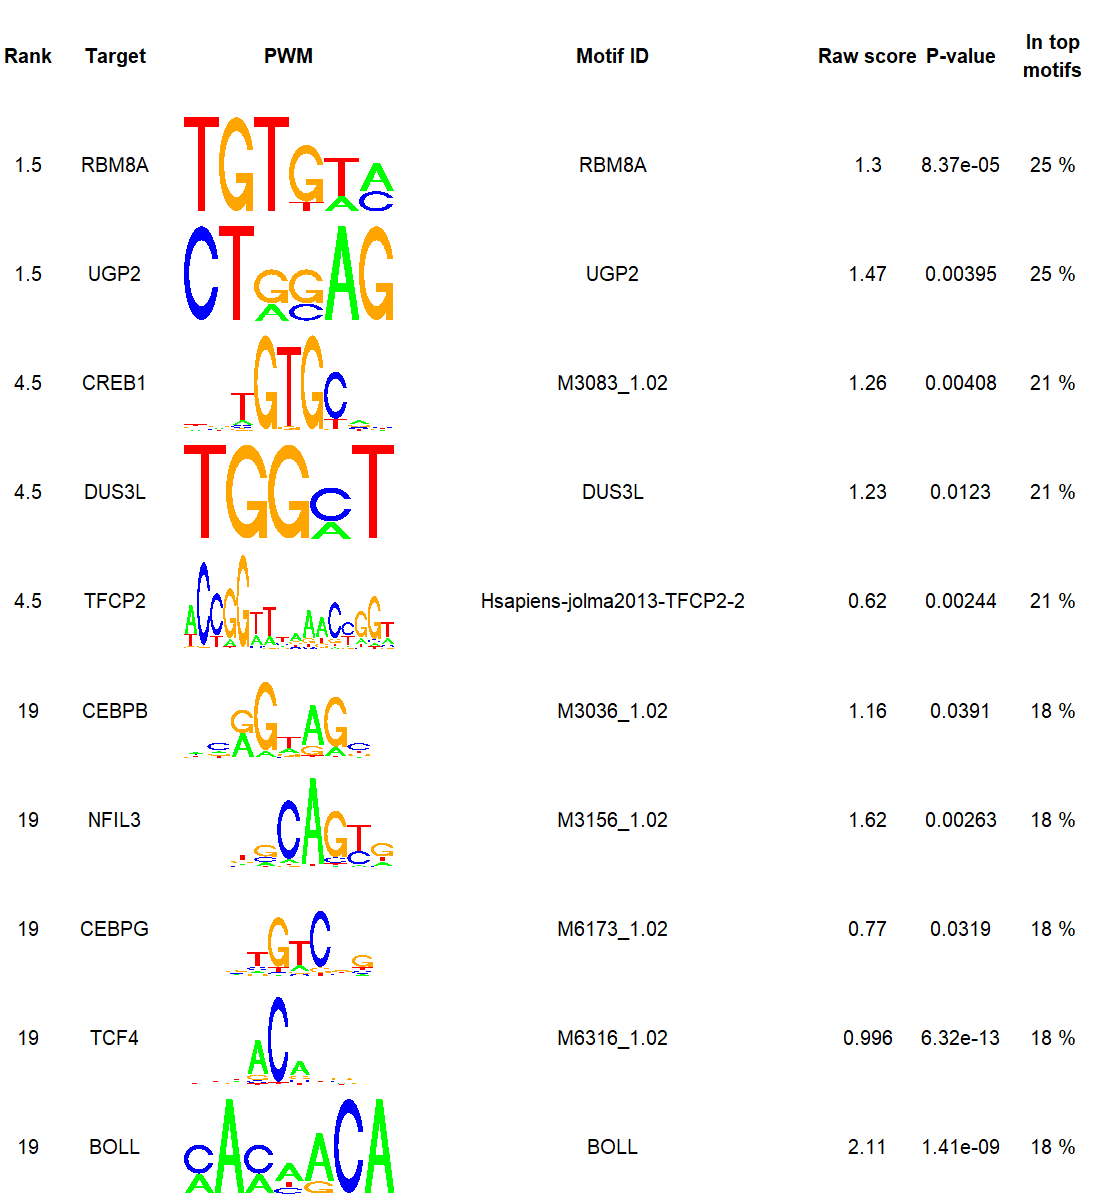 Rank Target PWM Motif ID Raw score P-value In top motifs
1.5 RBM8A RBM8A 1.3 8.37e-05 25 %
1.5 UGP2 UGP2 1.47 0.00395 25 %
4.5 CREB1 M3083_1.02 1.26 0.00408 21 %
4.5 DUS3L DUS3L 1.23 0.0123 21 %
4.5 TFCP2 Hsapiens-jolma2013-TFCP2-2 0.62 0.00244 21 %
19 CEBPB M3036_1.02 1.16 0.0391 18 %
19 NFIL3 M3156_1.02 1.62 0.00263 18 %
19 CEBPG M6173_1.02 0.77 0.0319 18 %
19 TCF4 M6316_1.02 0.996 6.32e-13 18 %
19 BOLL BOLL 2.11 1.41e-09 18 %